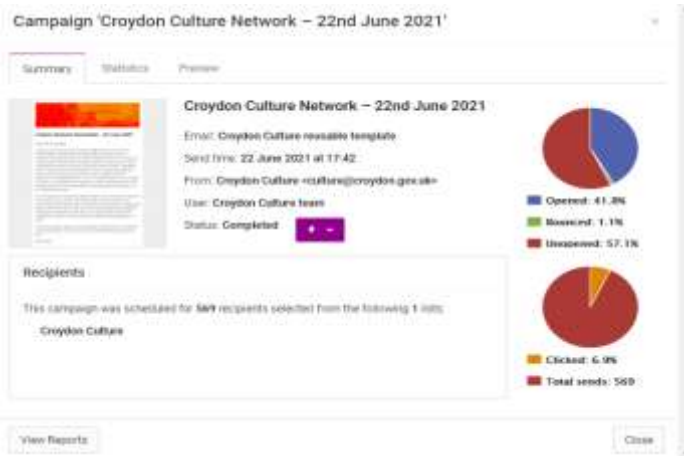 Campaign 'Croydon Culture Network – 22nd June 2021'
Summary
Statistics
Preview
Croydon Culture Network – 22nd June 2021
Email: Croydon Culture reusable template
Send time: 22 June 2021 at 17:42
From: Croydon Culture <culture@croydon.gov.uk>
User: Croydon Culture team
Status: Completed
Opened: 41.8%
Bounced: 1.1%
Unopened: 57.1%
Recipients
This campaign was scheduled for 569 recipients selected from the following 1 lists:
Croydon Culture
Clicked: 6.9%
Total sends: 569
View Reports
Close